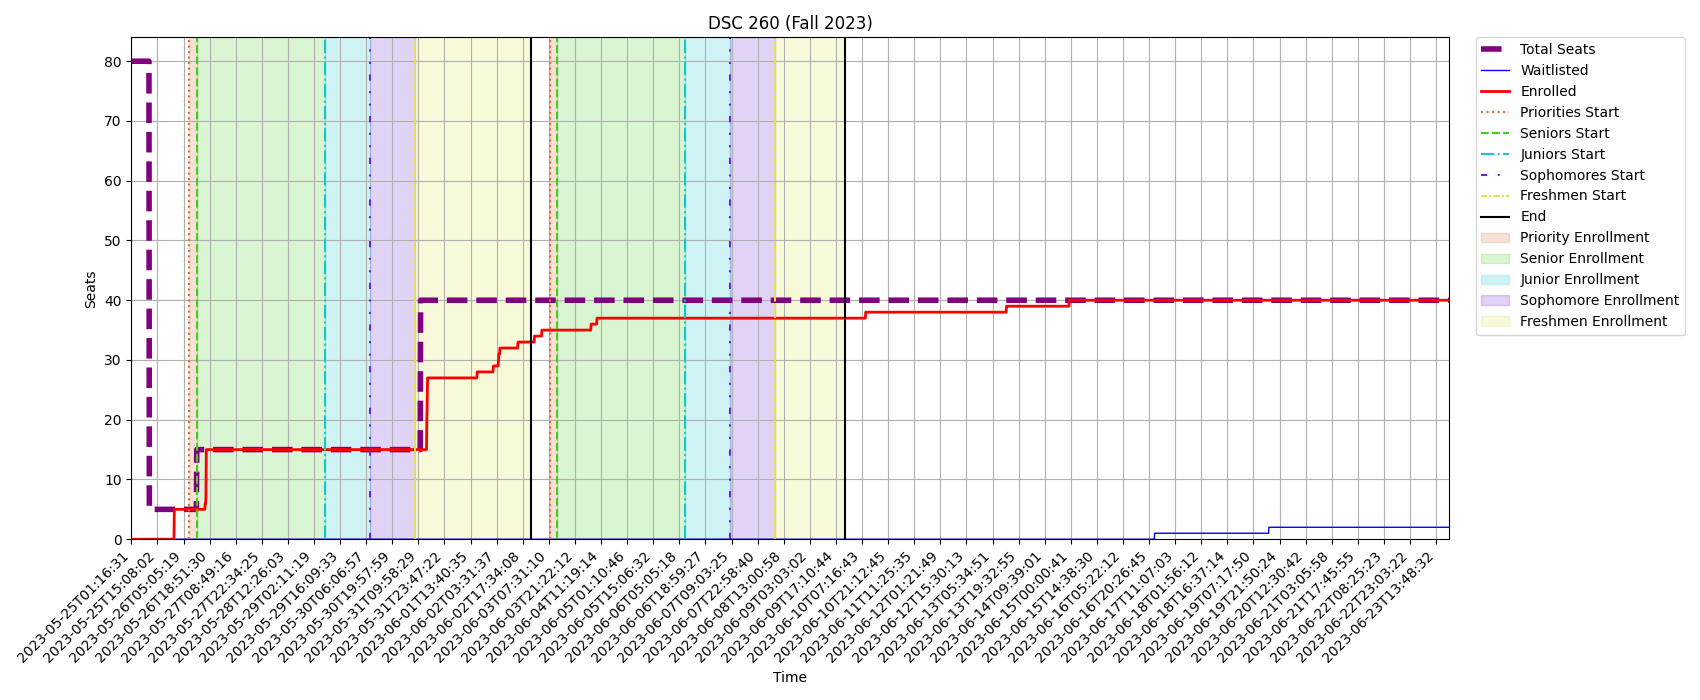 DSC 260 (Fall 2023)
80
70
60
50
40
30
20
10
0
Seats
2023-05-25T01:16:31
2023-05-25T15:08:02
2023-05-26T05:05:19
2023-05-26T18:51:30
2023-05-27T08:49:16
2023-05-27T22:34:25
2023-05-28T12:26:03
2023-05-29T02:11:19
2023-05-29T16:09:33
2023-05-30T06:06:57
2023-05-30T19:57:59
2023-05-31T09:58:29
2023-05-31T23:47:22
2023-06-01T13:40:35
2023-06-02T03:31:37
2023-06-02T17:34:08
2023-06-03T07:31:10
2023-06-03T21:22:12
2023-06-04T11:19:14
2023-06-05T01:10:46
2023-06-05T15:06:32
2023-06-06T05:05:18
2023-06-06T18:59:27
2023-06-07T09:03:25
2023-06-07T22:58:40
2023-06-08T13:00:58
2023-06-09T03:03:02
2023-06-09T17:10:44
2023-06-10T07:16:43
2023-06-10T21:12:45
2023-06-11T11:25:35
2023-06-12T01:21:49
2023-06-12T15:30:13
2023-06-13T05:34:51
2023-06-13T19:32:55
2023-06-14T09:39:01
2023-06-15T00:00:41
2023-06-15T14:38:30
2023-06-16T05:22:12
2023-06-16T20:26:45
2023-06-17T11:07:03
2023-06-18T01:56:12
2023-06-18T16:37:14
2023-06-19T07:17:50
2023-06-19T21:50:24
2023-06-20T12:30:42
2023-06-21T03:05:58
2023-06-21T17:45:55
2023-06-22T08:25:23
2023-06-22T23:03:22
2023-06-23T13:48:32
Time
Total Seats
Waitlisted
Enrolled
Priorities Start
Seniors Start
Juniors Start
Sophomores Start
Freshmen Start
End
Priority Enrollment
Senior Enrollment
Junior Enrollment
Sophomore Enrollment
Freshmen Enrollment